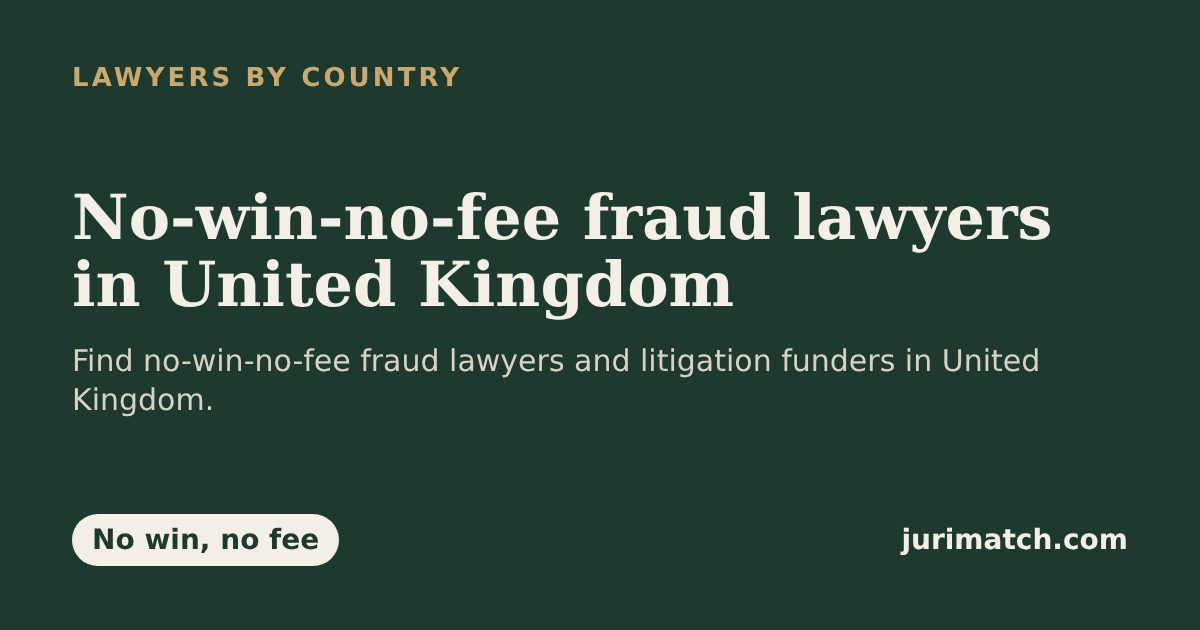 LAWYERS BY COUNTRY
No-win-no-fee fraud lawyers
in United Kingdom
Find no-win-no-fee fraud lawyers and litigation funders in United
Kingdom.
No win, no fee
jurimatch.com